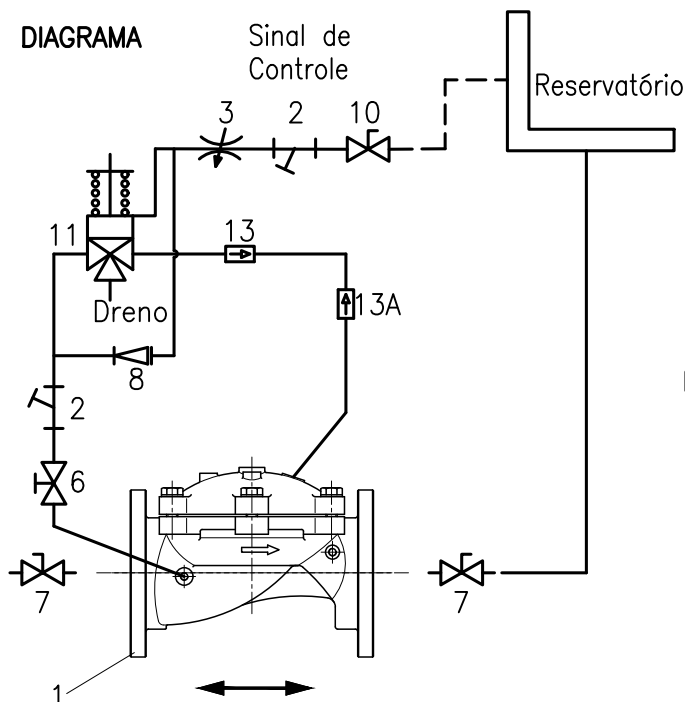 DIAGRAMA
Sinal de
Controle
Reservatório
3
2
10
11
13
Dreno
13A
8
2
6
7
7
1